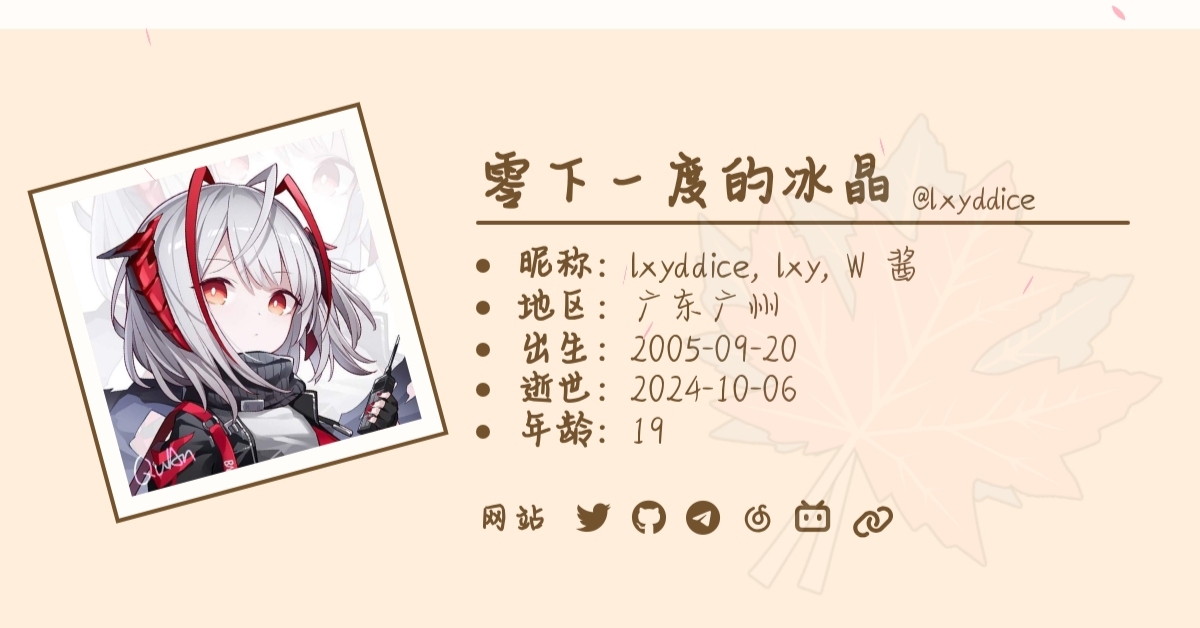 零下一度的冰晶 @lxyddice
昵称：lxyddice, lxy, W 酱
地区：广东广州
出生：2005-09-20
逝世：2024-10-06
年龄：19
网站
QuAn